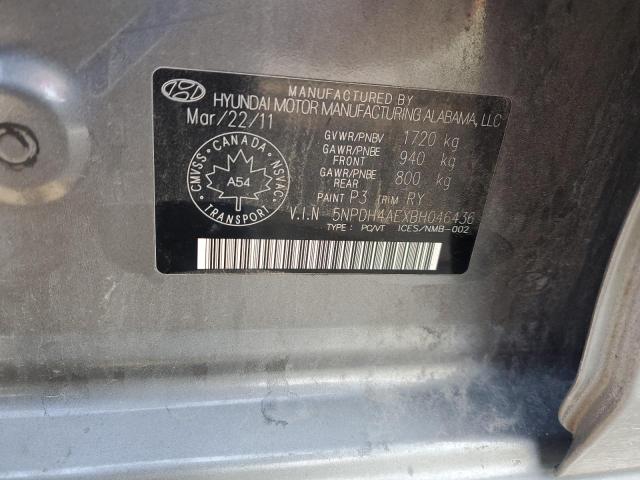 MANUFACTURED BY
HYUNDAI MOTOR MANUFACTURING ALABAMA, LLC
Mar/22/11
GVWR/PNBV 1720 kg
GAWR/PNBE FRONT 940 kg
GAWR/PNBE REAR 800 kg
PAINT P3 TRIM RY
V.I.N 5NPDH4AEXBH046436
TYPE : PC/VT ICES/NMB-002
CANADA
CMVSS
NSVAC
A54
TRANSPORT